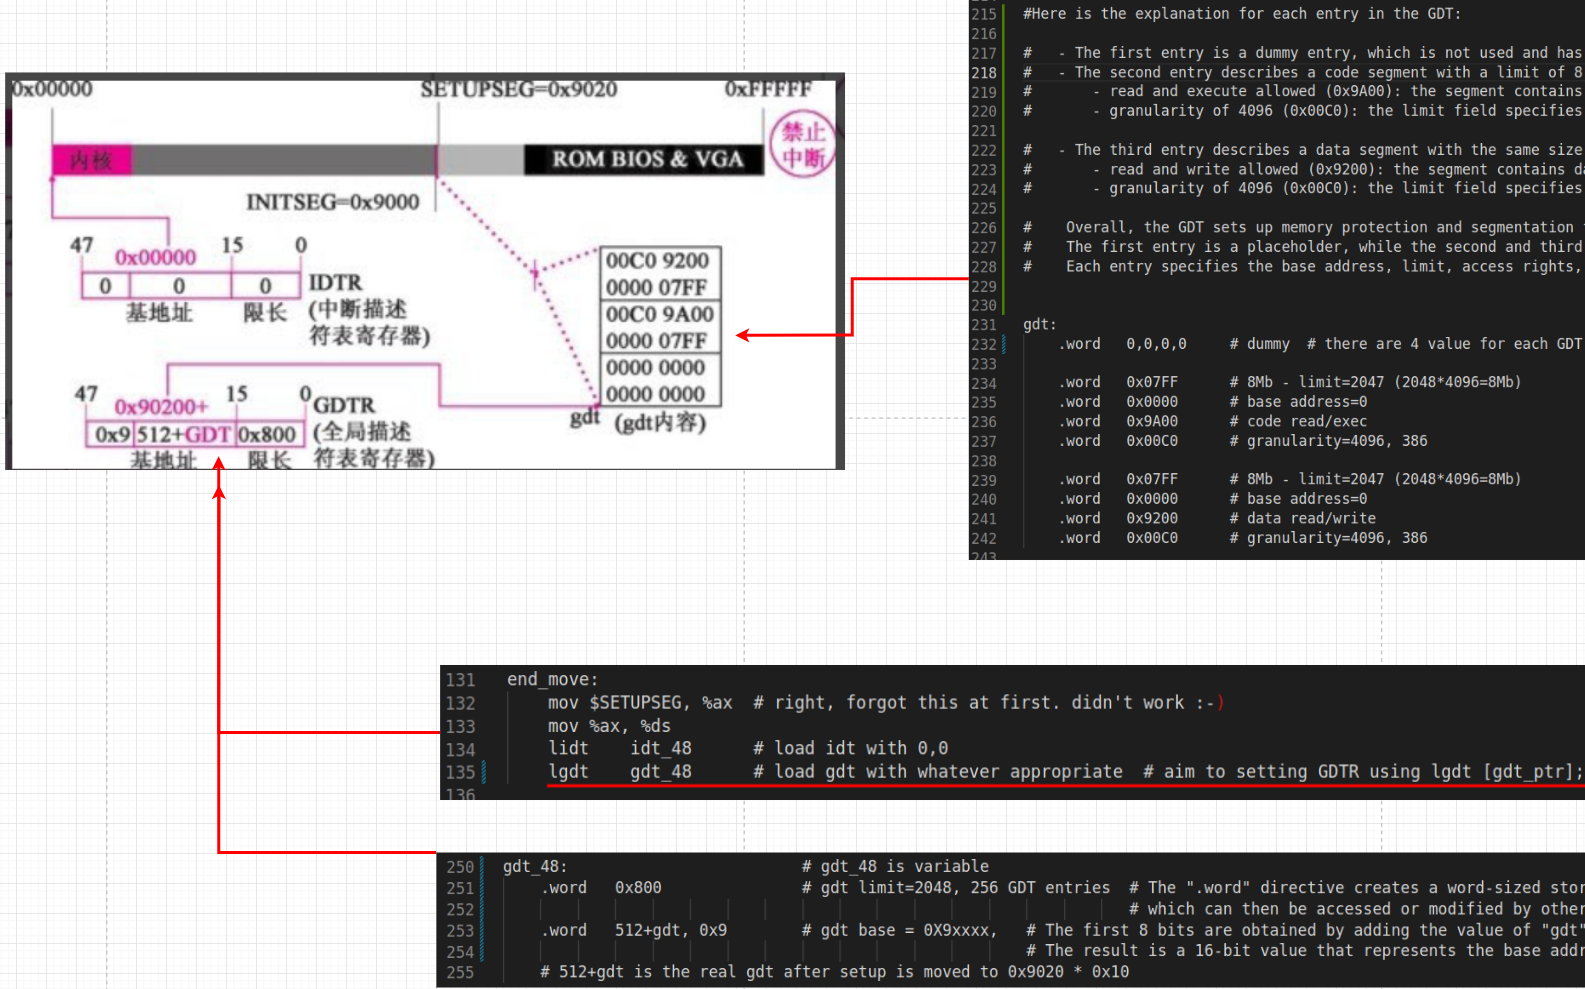 0x00000
SETUPSEG=0x9020
0xFFFFF
内核
ROM BIOS & VGA
禁止
中断
INITSEG=0x9000
47
0x00000
15
0
0
0
0
IDTR
基地址
限长
(中断描述
符表寄存器)
00C0 9200
0000 07FF
00C0 9A00
0000 07FF
0000 0000
0000 0000
gdt
(gdt内容)
47
0x90200+
15
0
GDTR
0x9
512+GDT
0x800
(全局描述
基地址
限长
符表寄存器)
215 #Here is the explanation for each entry in the GDT:
216
217 # - The first entry is a dummy entry, which is not used and has
218 # - The second entry describes a code segment with a limit of 8
219 # - read and execute allowed (0x9A00): the segment contains
220 # - granularity of 4096 (0x00C0): the limit field specifies
221
222 # - The third entry describes a data segment with the same size
223 # - read and write allowed (0x9200): the segment contains da
224 # - granularity of 4096 (0x00C0): the limit field specifies
225
226 # Overall, the GDT sets up memory protection and segmentation
227 # The first entry is a placeholder, while the second and third
228 # Each entry specifies the base address, limit, access rights,
229
230
231 gdt:
232 .word 0,0,0,0 # dummy # there are 4 value for each GDT
233
234 .word 0x07FF # 8Mb - limit=2047 (2048*4096=8Mb)
235 .word 0x0000 # base address=0
236 .word 0x9A00 # code read/exec
237 .word 0x00C0 # granularity=4096, 386
238
239 .word 0x07FF # 8Mb - limit=2047 (2048*4096=8Mb)
240 .word 0x0000 # base address=0
241 .word 0x9200 # data read/write
242 .word 0x00C0 # granularity=4096, 386
243
131 end_move:
132 mov $SETUPSEG, %ax # right, forgot this at first. didn't work :-)
133 mov %ax, %ds
134 lidt idt_48 # load idt with 0,0
135 lgdt gdt_48 # load gdt with whatever appropriate # aim to setting GDTR using lgdt [gdt_ptr];
136
250 gdt_48: # gdt_48 is variable
251 .word 0x800 # gdt limit=2048, 256 GDT entries # The ".word" directive creates a word-sized stor
252 # which can then be accessed or modified by other
253 .word 512+gdt, 0x9 # gdt base = 0X9xxxx, # The first 8 bits are obtained by adding the value of "gdt"
254 # The result is a 16-bit value that represents the base addr
255 # 512+gdt is the real gdt after setup is moved to 0x9020 * 0x10